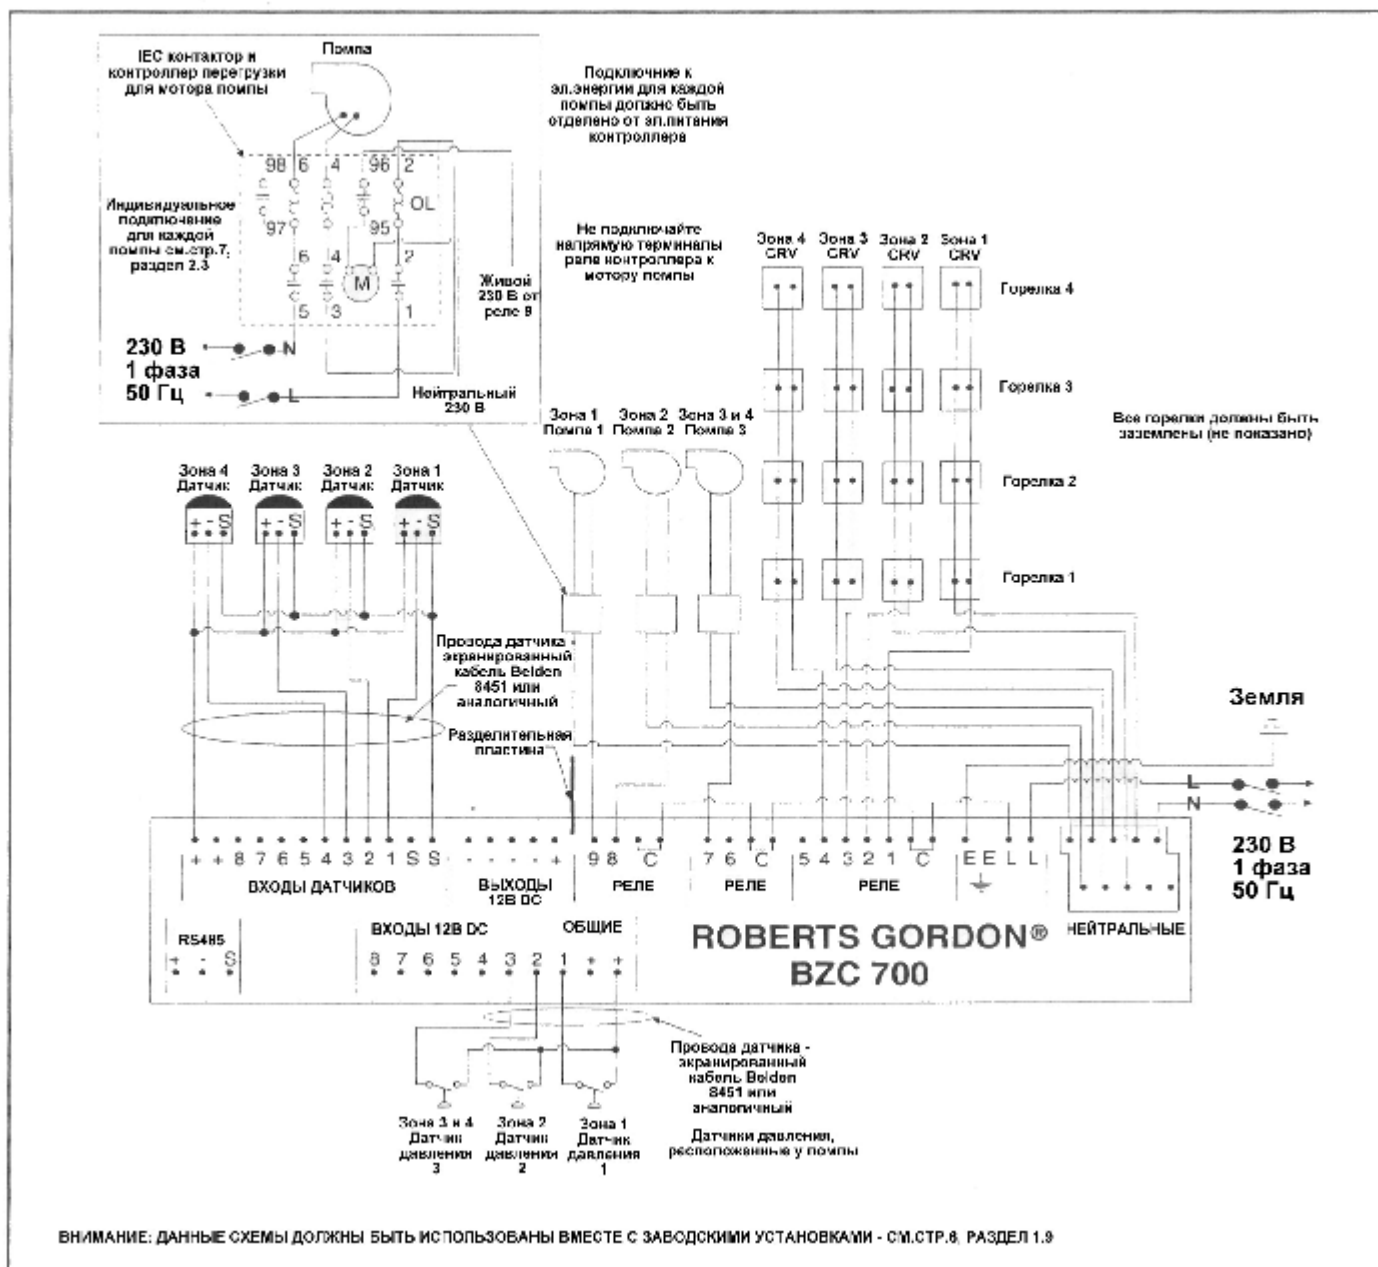 IEC контактор и
контроллер перегрузки
для мотора помпы
Помпа
Подключние к
эл.энергии для каждой
помпы должно быть
отделено от эл.питания
контроллера
98 6 4 96 2
OL
97 95
6 4 2
M
5 3 1
Индивидуальное
подключение
для каждой
помпы см.стр.7,
раздел 2.3
Живой
230 В от
реле 9
230 В
1 фаза
50 Гц
N
L
Нейтральный
230 В
Не подключайте
напрямую терминалы
реле контроллера к
мотору помпы
Зона 4
CRV
Зона 3
CRV
Зона 2
CRV
Зона 1
CRV
Горелка 4
Горелка 3
Горелка 2
Горелка 1
Все горелки должны быть
заземлены (не показано)
Зона 1
Помпа 1
Зона 2
Помпа 2
Зона 3 и 4
Помпа 3
Зона 4
Датчик
Зона 3
Датчик
Зона 2
Датчик
Зона 1
Датчик
+ - S
+ - S
+ - S
+ - S
Провода датчика -
экранированный
кабель Belden
8451 или
аналогичный
Разделительная
пластина
Земля
L
N
230 В
1 фаза
50 Гц
+ + 8 7 6 5 4 3 2 1 S S
ВХОДЫ ДАТЧИКОВ
- - - - +
ВЫХОДЫ
12В DC
9 8 C
РЕЛЕ
7 6 C
РЕЛЕ
5 4 3 2 1 C
РЕЛЕ
E E L L
НЕЙТРАЛЬНЫЕ
RS485
+ - S
ВХОДЫ 12В DC
ОБЩИЕ
8 7 6 5 4 3 2 1 + +
ROBERTS GORDON®
BZC 700
Провода датчика -
экранированный
кабель Belden
8451 или
аналогичный
Датчики давления,
расположенные у помпы
Зона 3 и 4
Датчик
давления
3
Зона 2
Датчик
давления
2
Зона 1
Датчик
давления
1
ВНИМАНИЕ: ДАННЫЕ СХЕМЫ ДОЛЖНЫ БЫТЬ ИСПОЛЬЗОВАНЫ ВМЕСТЕ С ЗАВОДСКИМИ УСТАНОВКАМИ - СМ.СТР.6, РАЗДЕЛ 1.9